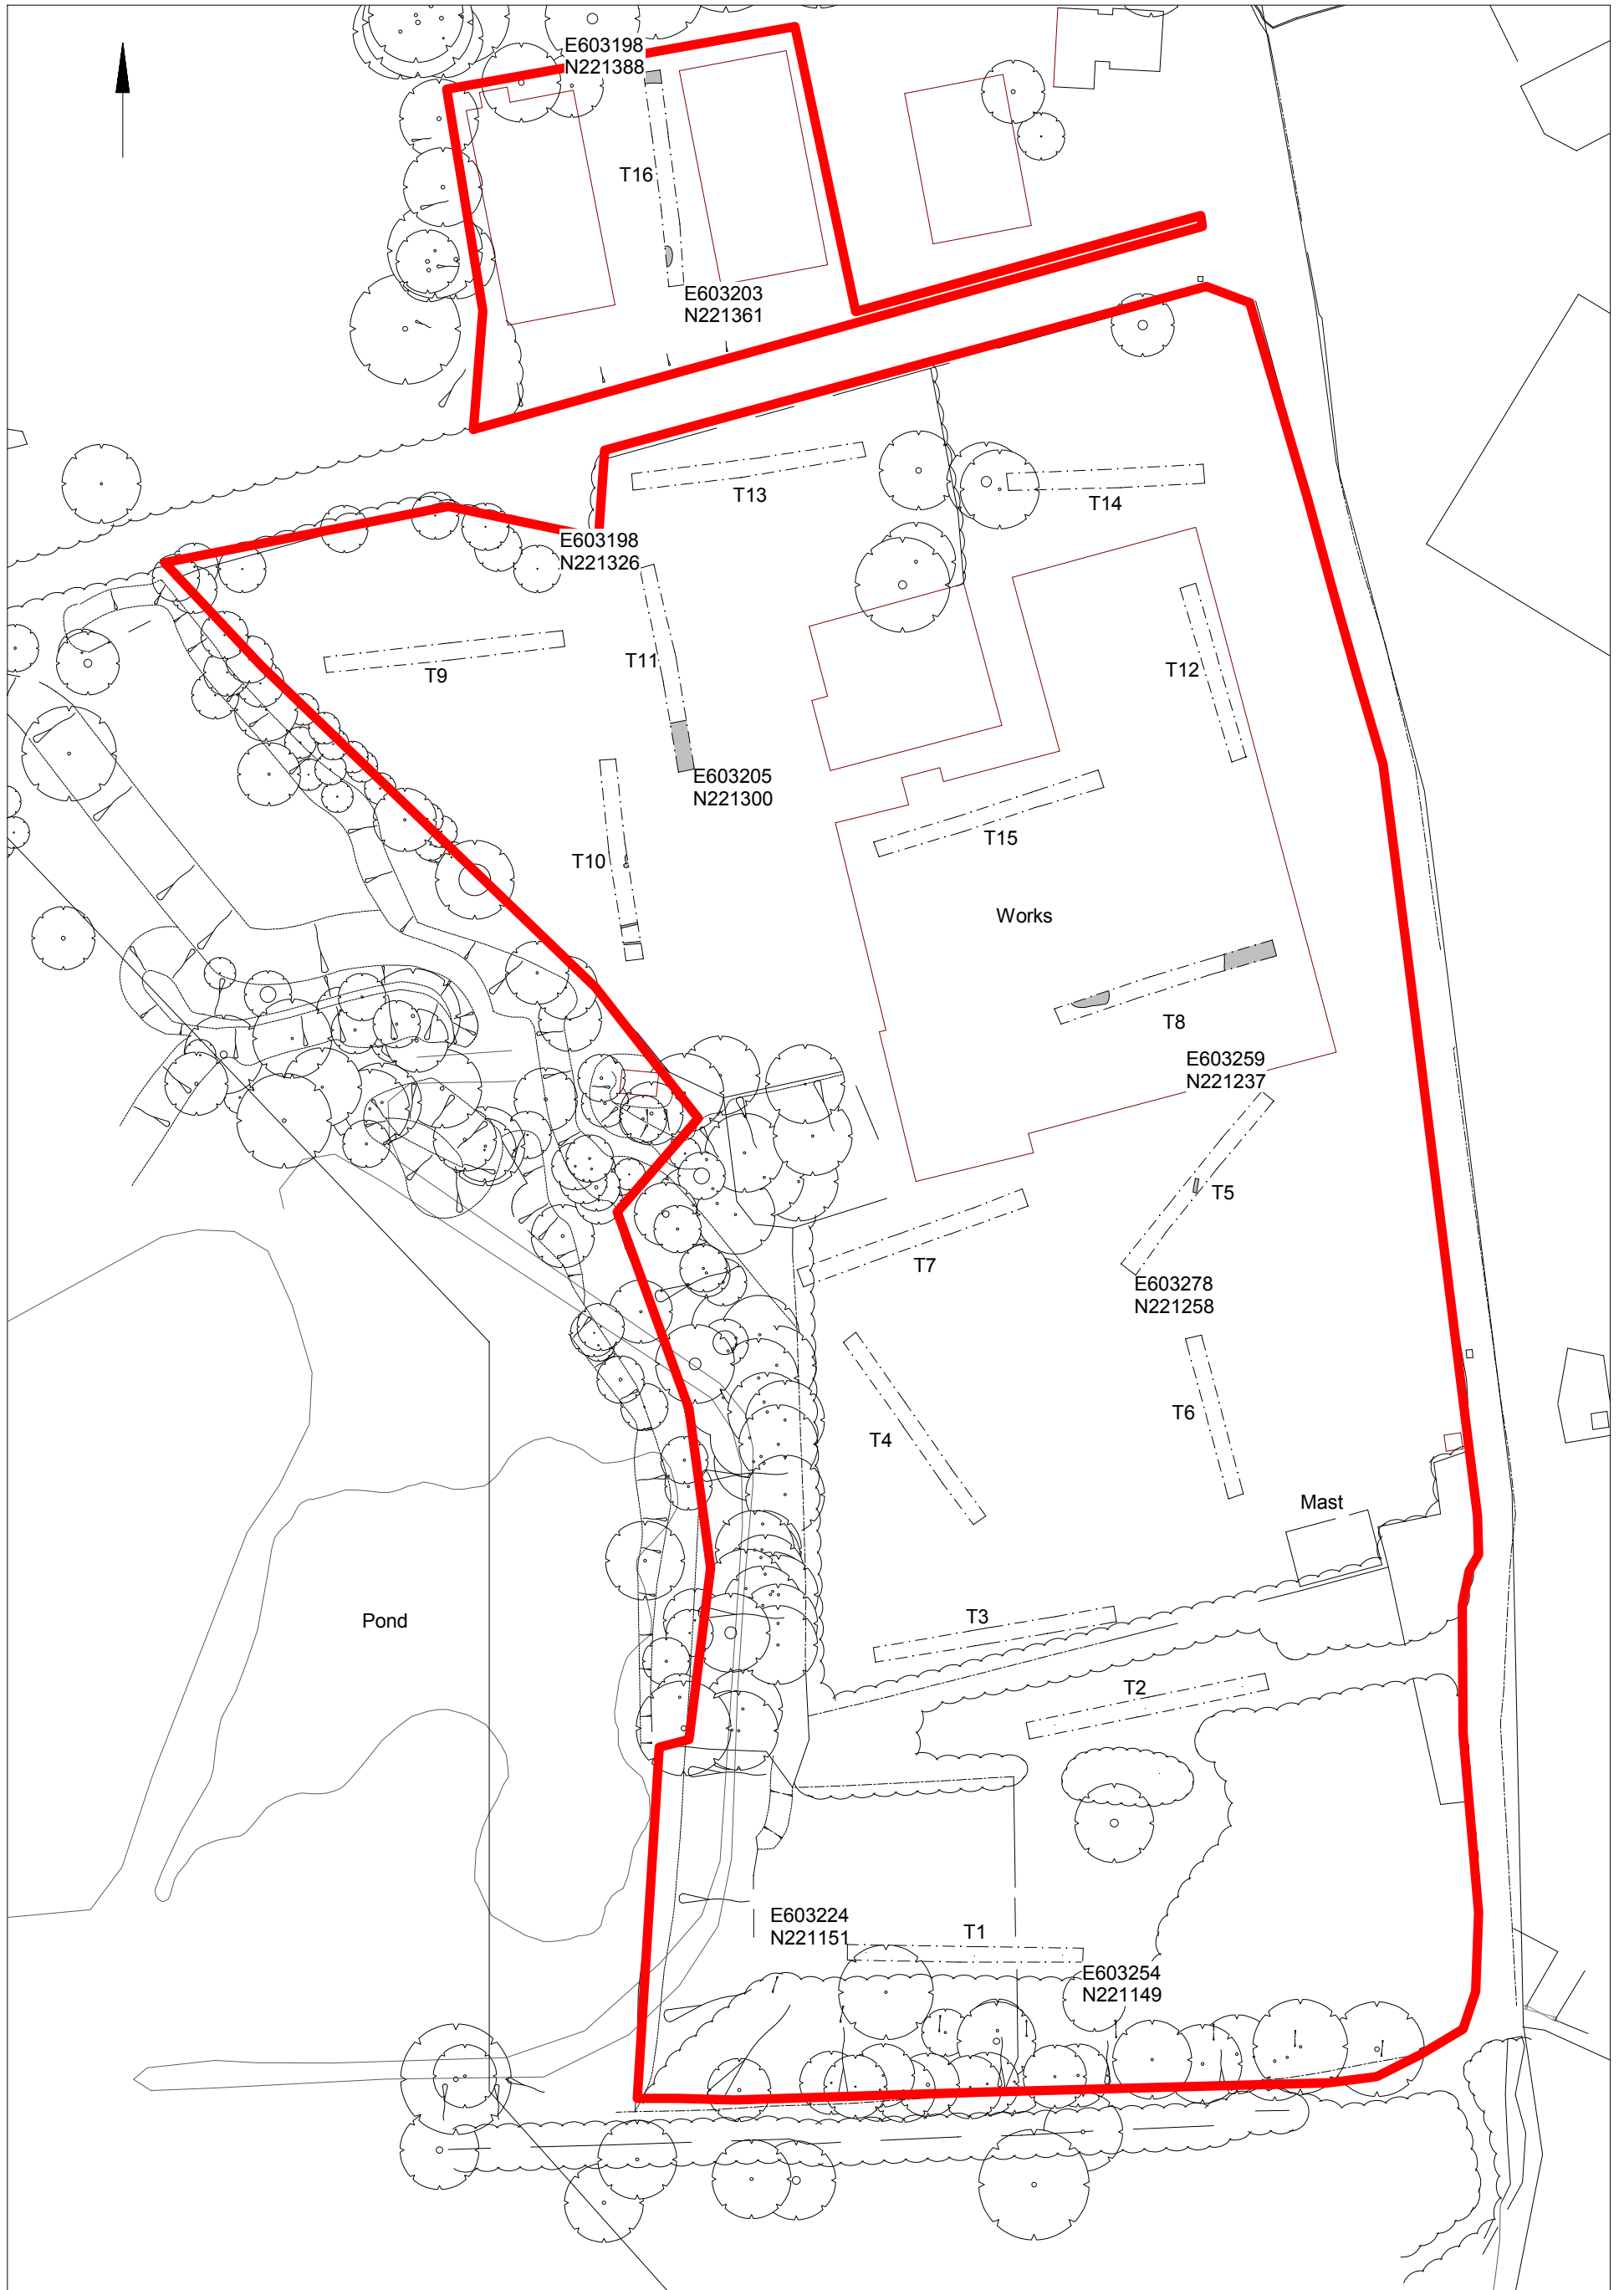 E603198
N221388
T16
E603203
N221361
T13
T14
E603198
N221326
T11
T9
T12
E603205
N221300
T10
T15
Works
T8
E603259
N221237
T5
T7
E603278
N221258
T6
T4
Mast
T3
Pond
T2
E603224
N221151
T1
E603254
N221149